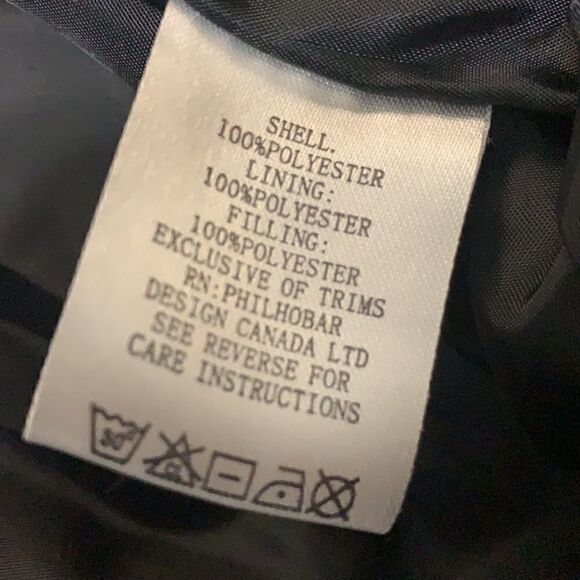 SHELL.
100%POLYESTER
LINING:
100%POLYESTER
FILLING:
100%POLYESTER
EXCLUSIVE OF TRIMS
RN:PHILHOBAR
DESIGN CANADA LTD
SEE REVERSE FOR
CARE INSTRUCTIONS
30°